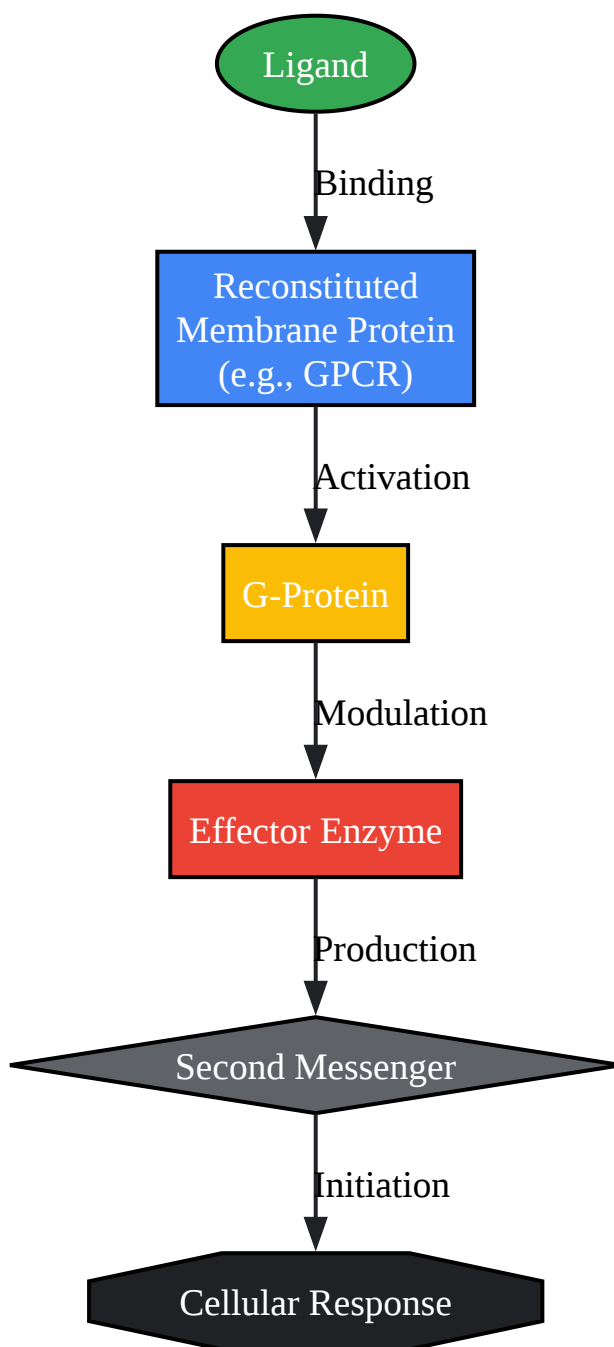 Ligand
Binding
Reconstituted
Membrane Protein
(e.g., GPCR)
Activation
G-Protein
Modulation
Effector Enzyme
Production
Second Messenger
Initiation
Cellular Response